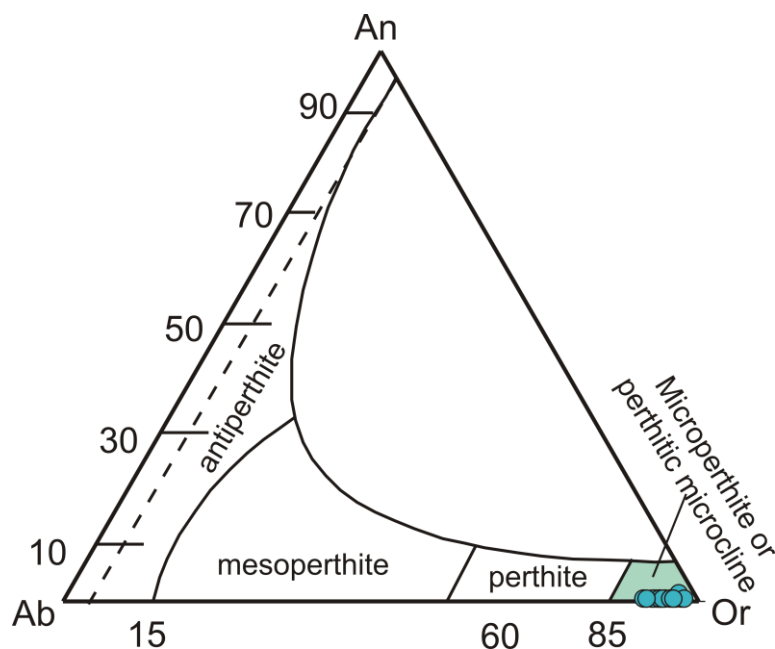 An
90
70
50
30
10
antiperthite
mesoperthite
perthite
Microperthite or
perthitic microcline
Ab
Or
15
60
85